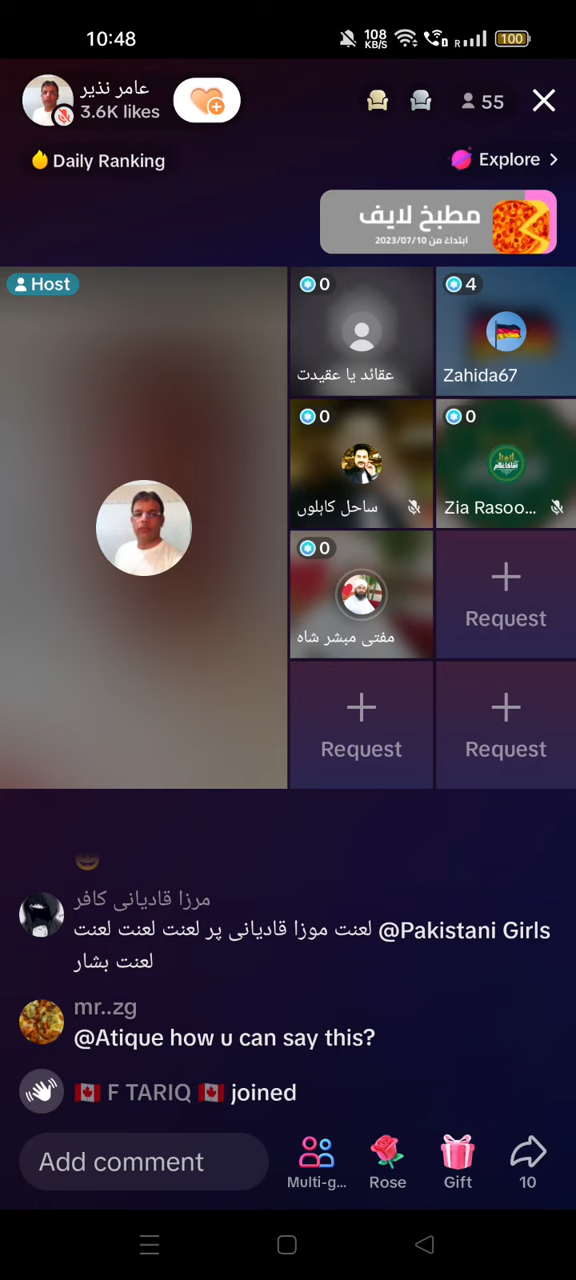 10:48
108
KB/S
R
100
عامر نذیر
3.6K likes
55
Daily Ranking
Explore
مطبخ لايف
ابتداءً من 2023/07/10
Host
0
4
عقائد یا عقیدت
Zahida67
0
0
ساحل کابلوں
Zia Rasoo...
0
مفتی مبشر شاہ
Request
Request
Request
مرزا قادیانی کافر
@Pakistani Girls لعنت موزا قادیانی پر لعنت لعنت لعنت
لعنت بشار
mr..zg
@Atique how u can say this?
F TARIQ joined
Add comment
Multi-g...
Rose
Gift
10